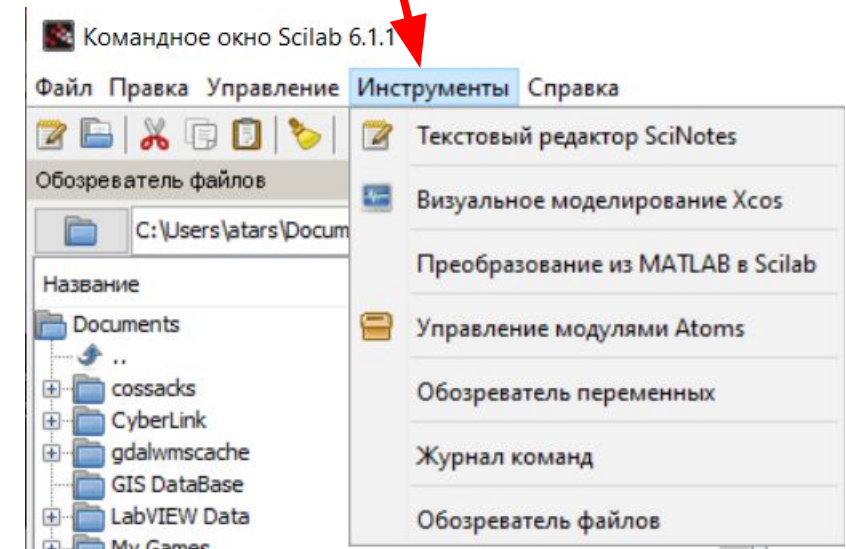 Командное окно Scilab 6.1.1
Файл Правка Управление Инструменты Справка
Обозреватель файлов
C:\Users\atars\Docum
Название
Documents
..
cossacks
CyberLink
gdalwmscache
GIS DataBase
LabVIEW Data
My Games
Текстовый редактор SciNotes
Визуальное моделирование Xcos
Преобразование из MATLAB в Scilab
Управление модулями Atoms
Обозреватель переменных
Журнал команд
Обозреватель файлов